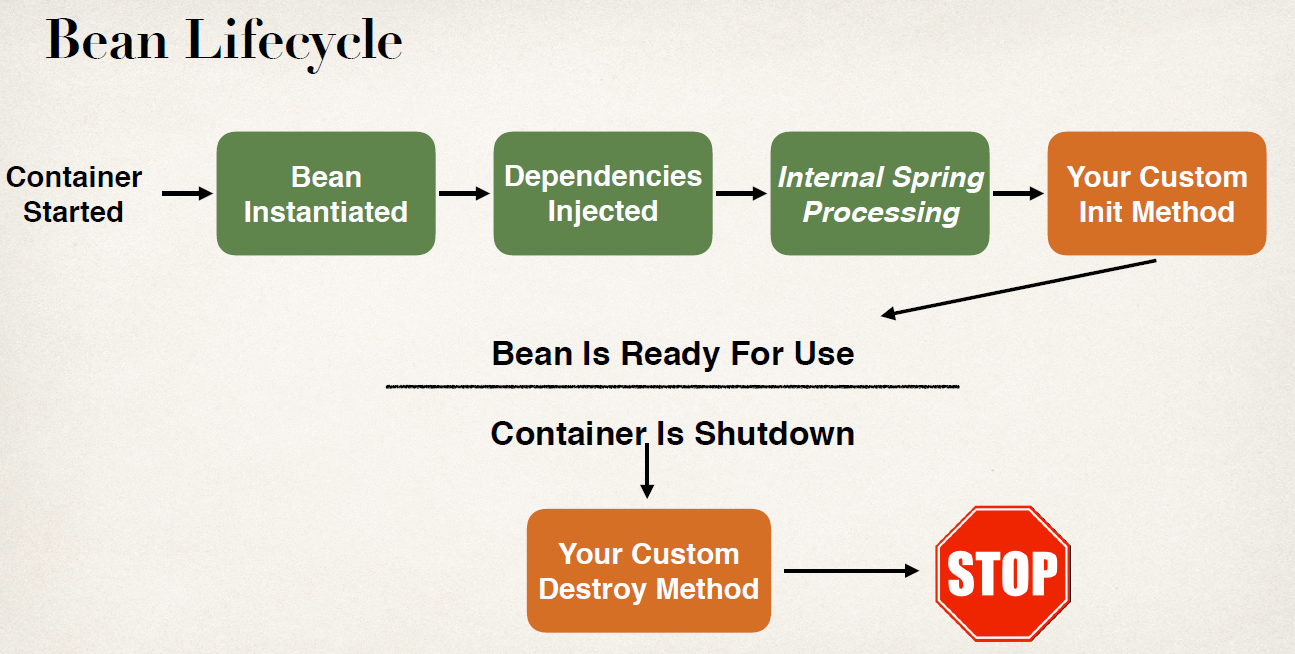 Bean Lifecycle
Container
Started
Bean
Instantiated
Dependencies
Injected
Internal Spring
Processing
Your Custom
Init Method
Bean Is Ready For Use
Container Is Shutdown
Your Custom
Destroy Method
STOP